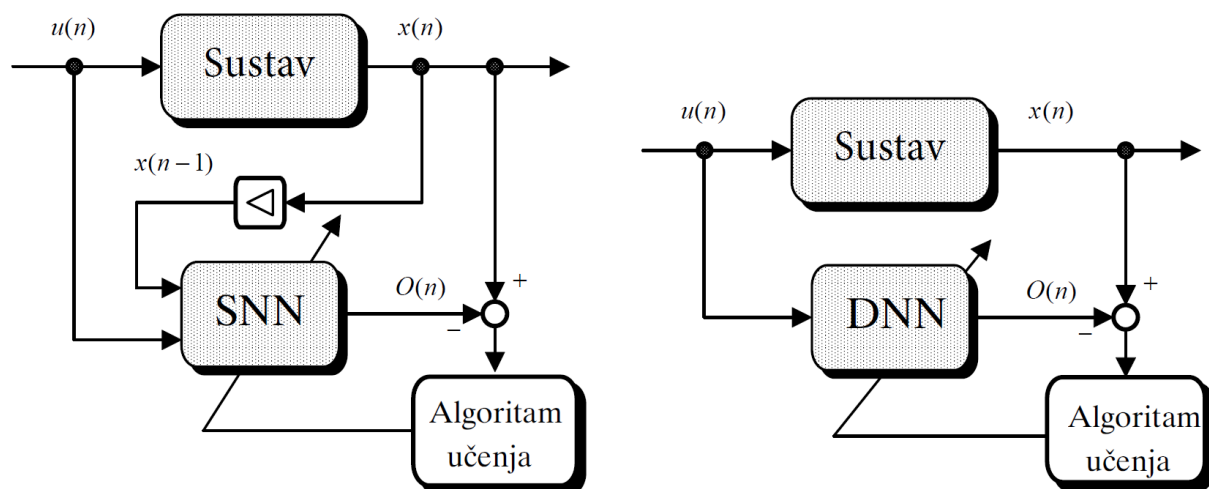 u(n)
x(n)
Sustav
x(n−1)
SNN
O(n)
+
−
Algoritam
učenja
u(n)
x(n)
Sustav
DNN
O(n)
+
−
Algoritam
učenja